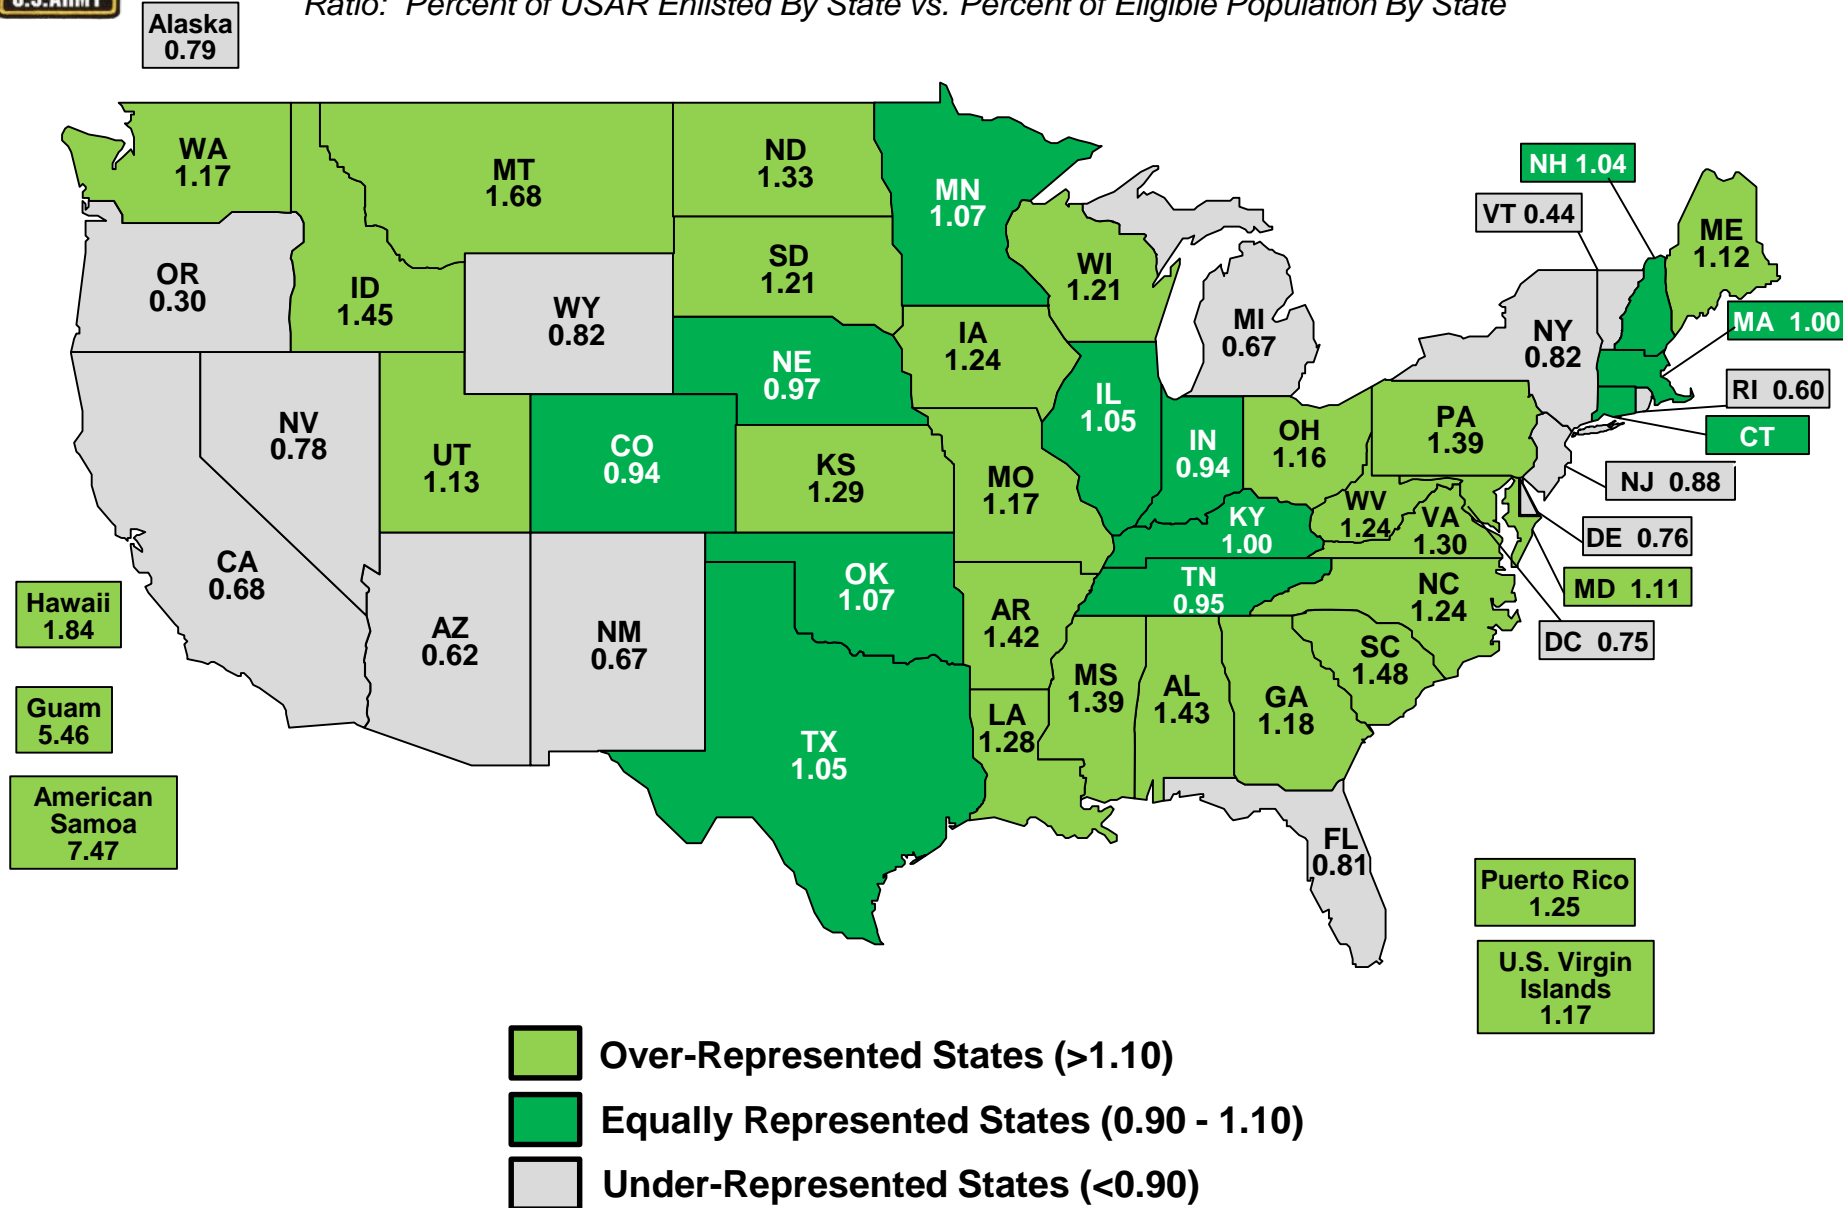 U.S.ARMY
Ratio: Percent of USAR Enlisted By State vs. Percent of Eligible Population By State
Alaska
0.79
WA
1.17
MT
1.68
ND
1.33
MN
1.07
NH 1.04
VT 0.44
ME
1.12
OR
0.30
ID
1.45
WY
0.82
SD
1.21
WI
1.21
MI
0.67
NY
0.82
MA 1.00
RI 0.60
CT
NJ 0.88
DE 0.76
MD 1.11
DC 0.75
NV
0.78
UT
1.13
CO
0.94
NE
0.97
KS
1.29
IA
1.24
MO
1.17
IL
1.05
IN
0.94
OH
1.16
PA
1.39
WV
1.24
VA
1.30
KY
1.00
TN
0.95
NC
1.24
SC
1.48
CA
0.68
AZ
0.62
NM
0.67
OK
1.07
AR
1.42
TX
1.05
LA
1.28
MS
1.39
AL
1.43
GA
1.18
FL
0.81
Hawaii
1.84
Guam
5.46
American
Samoa
7.47
Puerto Rico
1.25
U.S. Virgin
Islands
1.17
Over-Represented States (>1.10)
Equally Represented States (0.90 - 1.10)
Under-Represented States (<0.90)